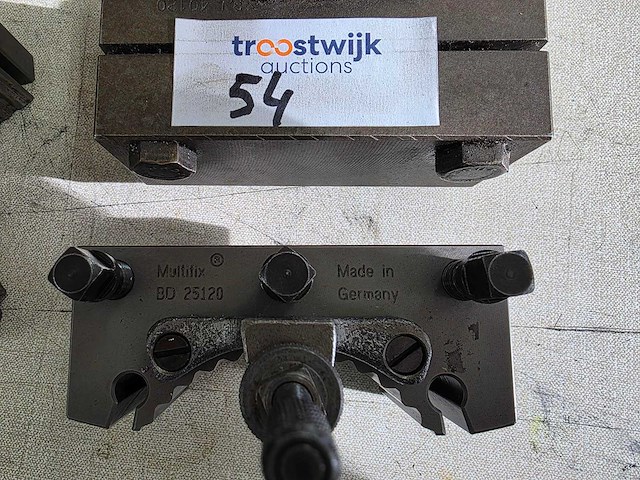 troostwijk
auctions
54
Multifix ®
BD 25120
Made in
Germany